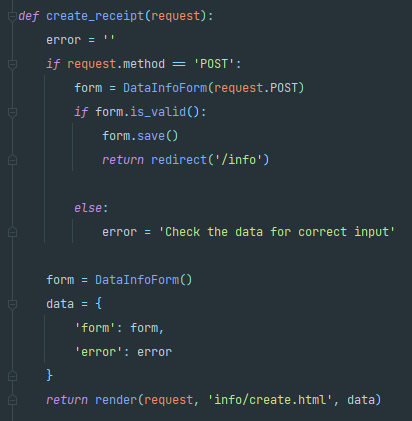 def create_receipt(request):
    error = ''
    if request.method == 'POST':
        form = DataInfoForm(request.POST)
        if form.is_valid():
            form.save()
            return redirect('/info')

        else:
            error = 'Check the data for correct input'

    form = DataInfoForm()
    data = {
        'form': form,
        'error': error
    }
    return render(request, 'info/create.html', data)